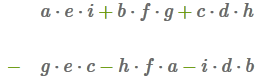 a · e · i + b · f · g + c · d · h
− g · e · c − h · f · a − i · d · b